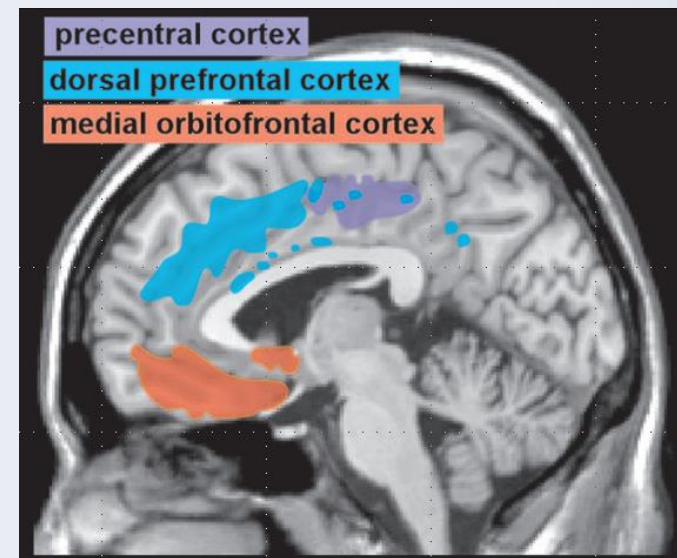 precentral cortex
dorsal prefrontal cortex
medial orbitofrontal cortex